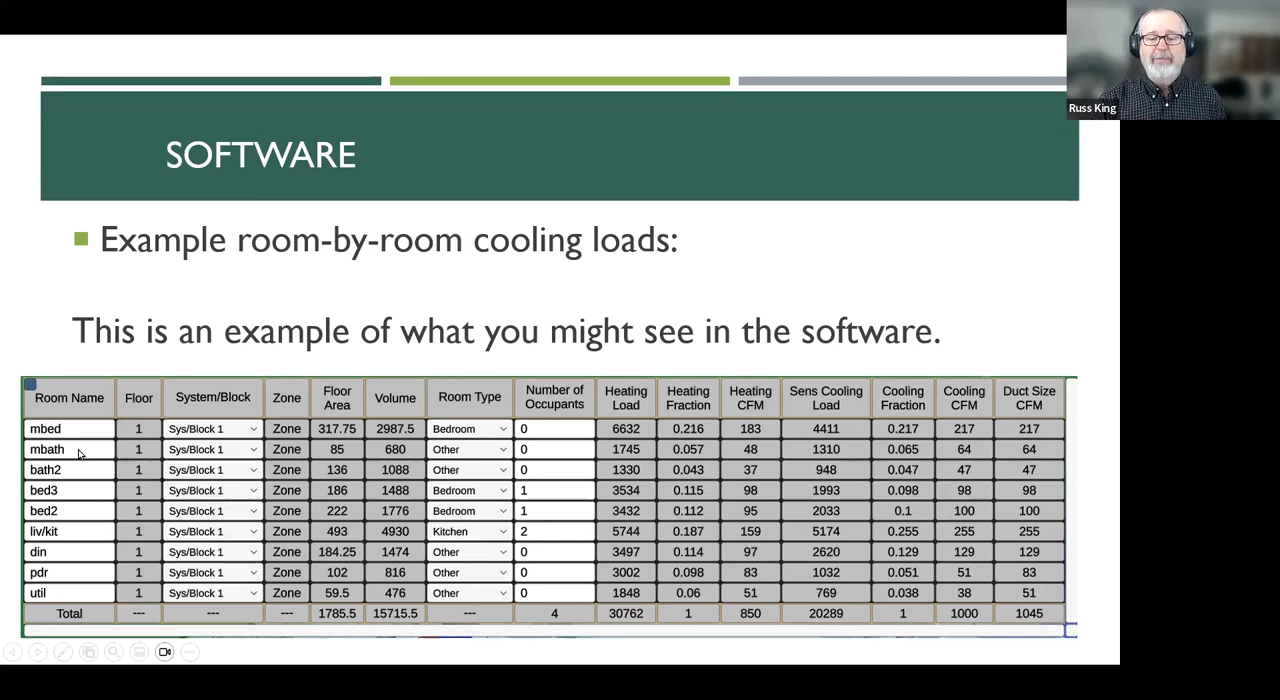 Russ King
SOFTWARE
Example room-by-room cooling loads:
This is an example of what you might see in the software.
Room Name Floor System/Block Zone Floor Area Volume Room Type Number of Occupants Heating Load Heating Fraction Heating CFM Sens Cooling Load Cooling Fraction Cooling CFM Duct Size CFM
mbed 1 Sys/Block 1 Zone 317.75 2987.5 Bedroom 0 6632 0.216 183 4411 0.217 217 217
mbath 1 Sys/Block 1 Zone 85 680 Other 0 1745 0.057 48 1310 0.065 64 64
bath2 1 Sys/Block 1 Zone 136 1088 Other 0 1330 0.043 37 948 0.047 47 47
bed3 1 Sys/Block 1 Zone 186 1488 Bedroom 1 3534 0.115 98 1993 0.098 98 98
bed2 1 Sys/Block 1 Zone 222 1776 Bedroom 1 3432 0.112 95 2033 0.1 100 100
liv/kit 1 Sys/Block 1 Zone 493 4930 Kitchen 2 5744 0.187 159 5174 0.255 255 255
din 1 Sys/Block 1 Zone 184.25 1474 Other 0 3497 0.114 97 2620 0.129 129 129
pdr 1 Sys/Block 1 Zone 102 816 Other 0 3002 0.098 83 1032 0.051 51 83
util 1 Sys/Block 1 Zone 59.5 476 Other 0 1848 0.06 51 769 0.038 38 51
Total --- --- --- 1785.5 15715.5 --- 4 30762 1 850 20289 1 1000 1045